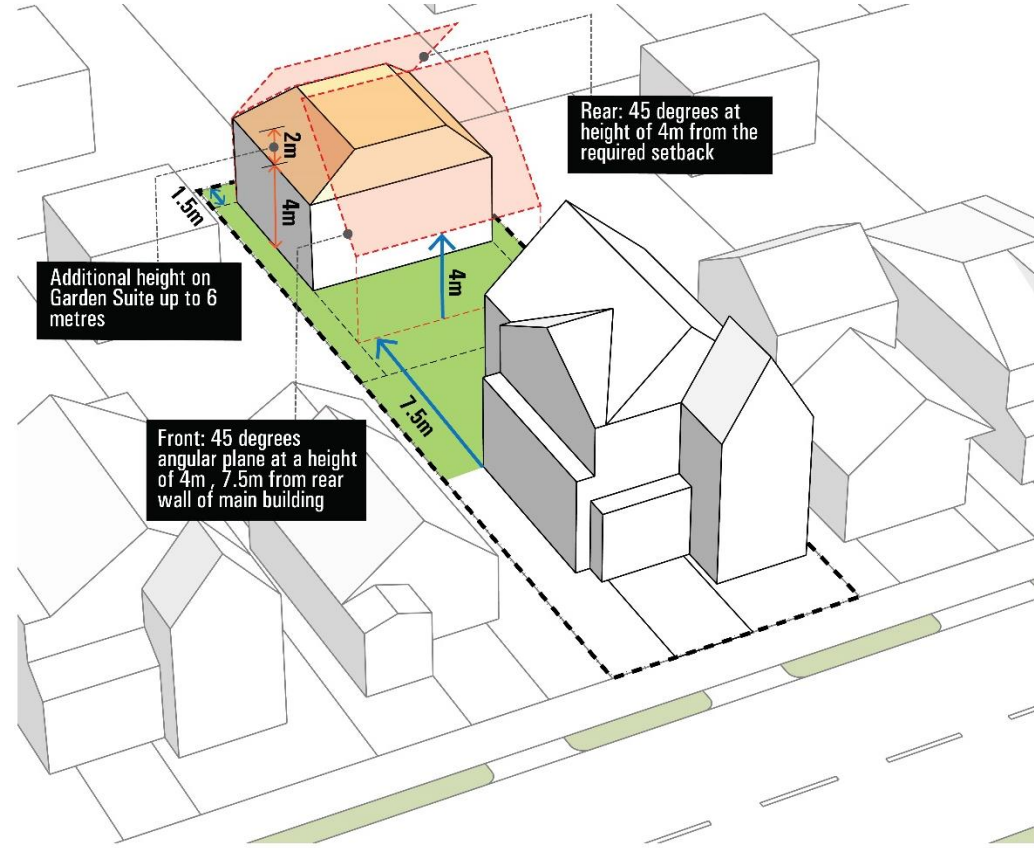 Rear: 45 degrees at
height of 4m from the
required setback
2m
4m
1.5m
4m
Additional height on
Garden Suite up to 6
metres
7.5m
Front: 45 degrees
angular plane at a height
of 4m , 7.5m from rear
wall of main building